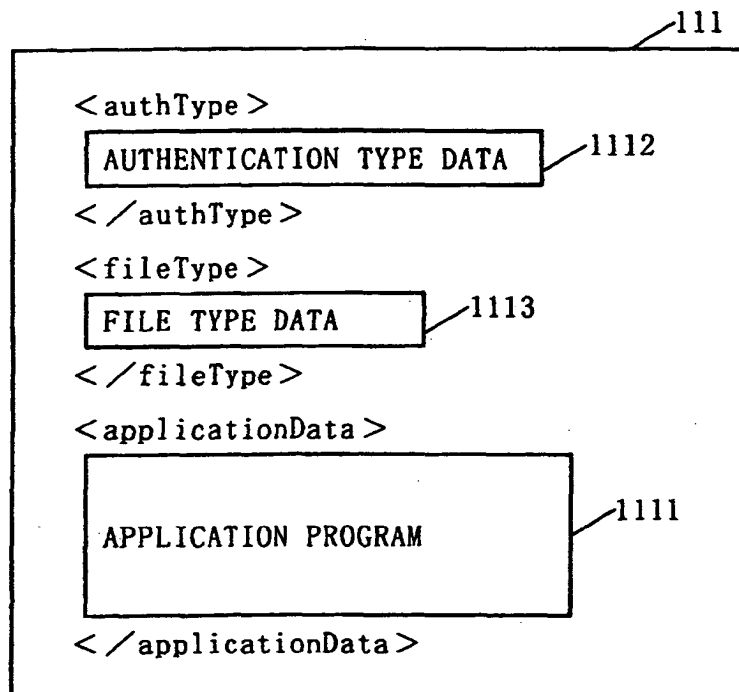 111
<authType>
AUTHENTICATION TYPE DATA 1112
</authType>
<fileType>
FILE TYPE DATA 1113
</fileType>
<applicationData>
APPLICATION PROGRAM 1111
</applicationData>